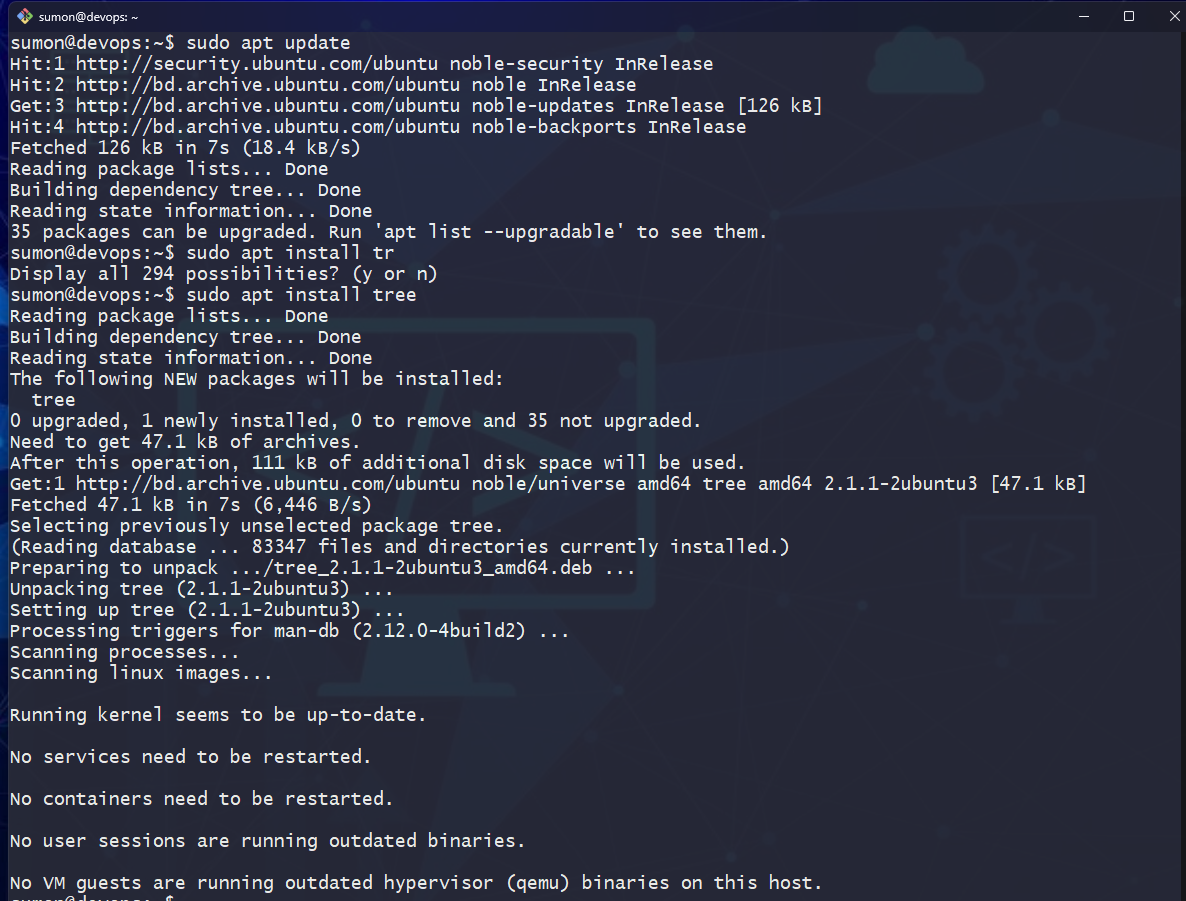 sumon@devops: ~
sumon@devops:~$ sudo apt update
Hit:1 http://security.ubuntu.com/ubuntu noble-security InRelease
Hit:2 http://bd.archive.ubuntu.com/ubuntu noble InRelease
Get:3 http://bd.archive.ubuntu.com/ubuntu noble-updates InRelease [126 kB]
Hit:4 http://bd.archive.ubuntu.com/ubuntu noble-backports InRelease
Fetched 126 kB in 7s (18.4 kB/s)
Reading package lists... Done
Building dependency tree... Done
Reading state information... Done
35 packages can be upgraded. Run 'apt list --upgradable' to see them.
sumon@devops:~$ sudo apt install tr
Display all 294 possibilities? (y or n)
sumon@devops:~$ sudo apt install tree
Reading package lists... Done
Building dependency tree... Done
Reading state information... Done
The following NEW packages will be installed:
  tree
0 upgraded, 1 newly installed, 0 to remove and 35 not upgraded.
Need to get 47.1 kB of archives.
After this operation, 111 kB of additional disk space will be used.
Get:1 http://bd.archive.ubuntu.com/ubuntu noble/universe amd64 tree amd64 2.1.1-2ubuntu3 [47.1 kB]
Fetched 47.1 kB in 7s (6,446 B/s)
Selecting previously unselected package tree.
(Reading database ... 83347 files and directories currently installed.)
Preparing to unpack .../tree_2.1.1-2ubuntu3_amd64.deb ...
Unpacking tree (2.1.1-2ubuntu3) ...
Setting up tree (2.1.1-2ubuntu3) ...
Processing triggers for man-db (2.12.0-4build2) ...
Scanning processes...
Scanning linux images...

Running kernel seems to be up-to-date.

No services need to be restarted.

No containers need to be restarted.

No user sessions are running outdated binaries.

No VM guests are running outdated hypervisor (qemu) binaries on this host.
sumon@devops:~$